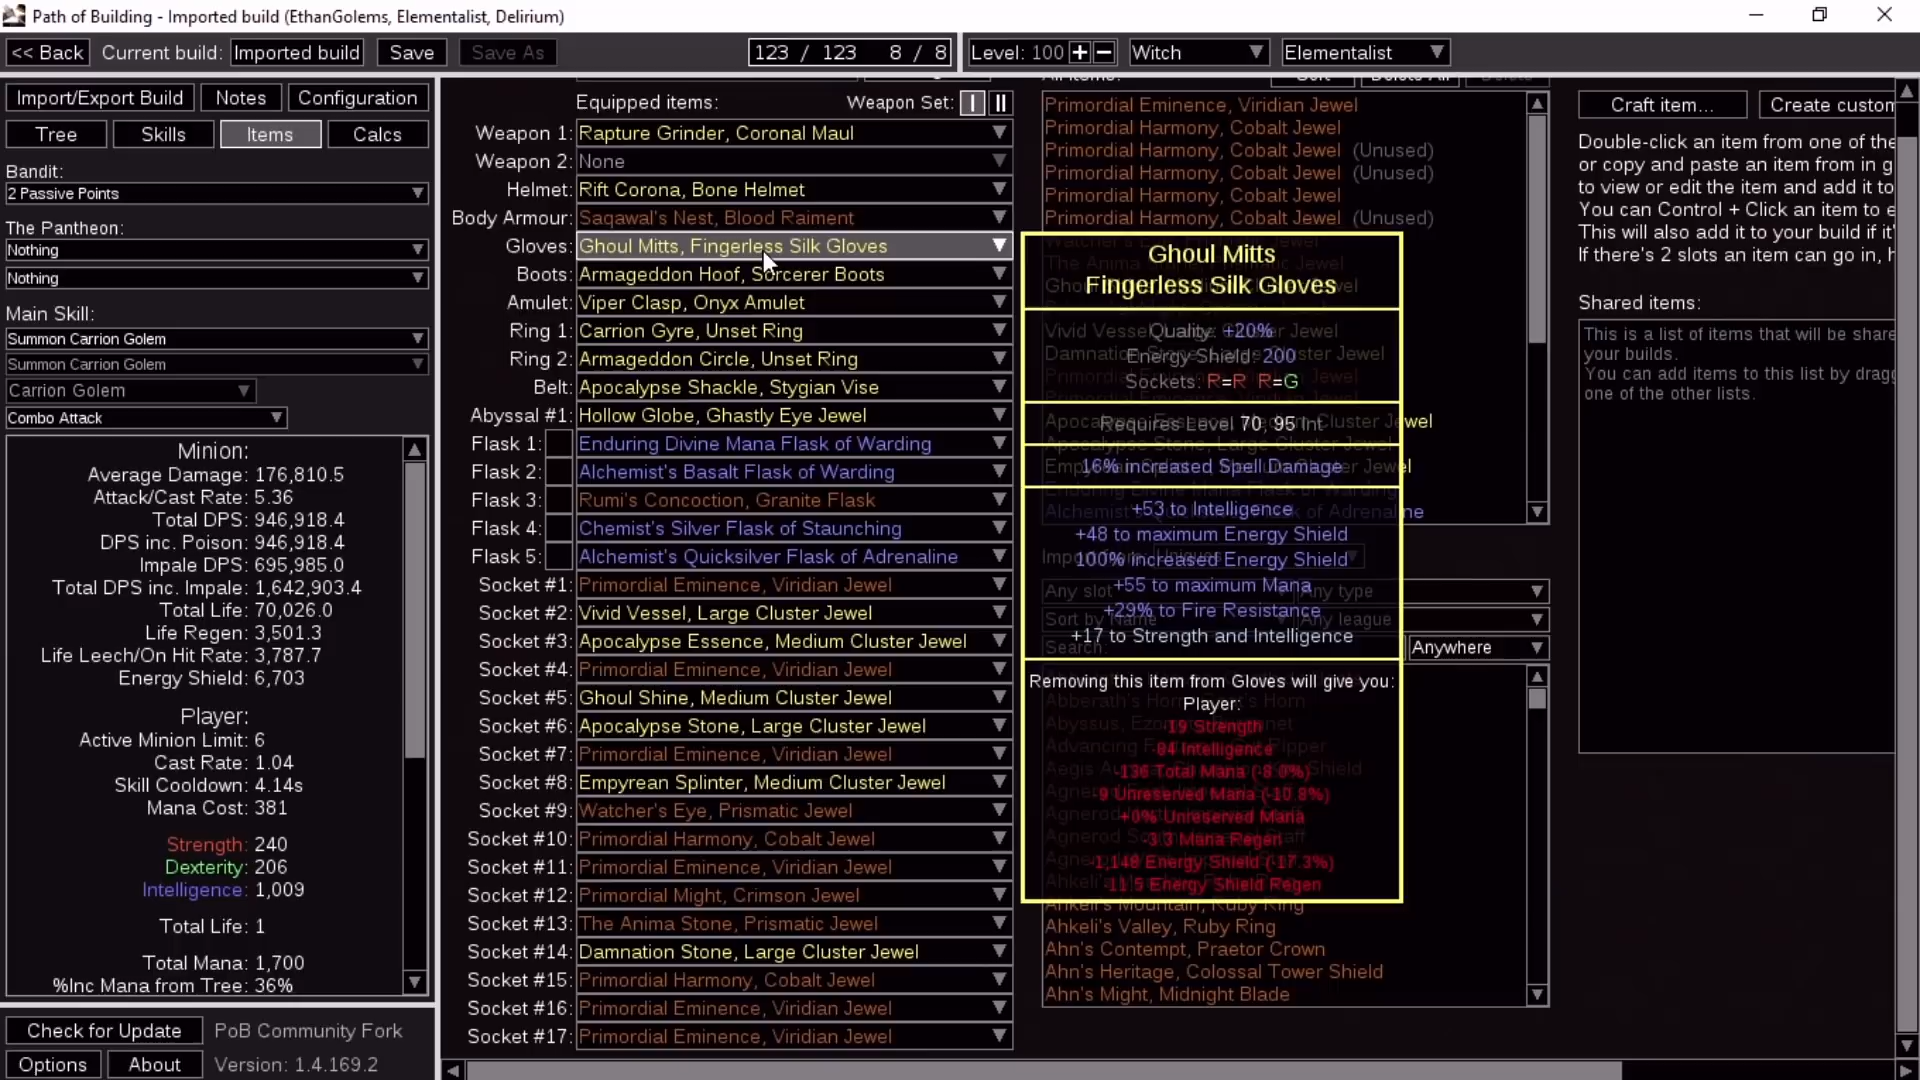 Path of Building - Imported build (EthanGolems, Elementalist, Delirium)
<< Back
Current build:
Imported build
Save
Save As
123 / 123 8 / 8
Level: 100
+
−
Witch
Elementalist
Import/Export Build
Notes
Configuration
Tree
Skills
Items
Calcs
Bandit:
2 Passive Points
The Pantheon:
Nothing
Nothing
Main Skill:
Summon Carrion Golem
Summon Carrion Golem
Carrion Golem
Combo Attack
Minion:
Average Damage: 176,810.5
Attack/Cast Rate: 5.36
Total DPS: 946,918.4
DPS inc. Poison: 946,918.4
Impale DPS: 695,985.0
Total DPS inc. Impale: 1,642,903.4
Total Life: 70,026.0
Life Regen: 3,501.3
Life Leech/On Hit Rate: 3,787.7
Energy Shield: 6,703
Player:
Active Minion Limit: 6
Cast Rate: 1.04
Skill Cooldown: 4.14s
Mana Cost: 381
Strength: 240
Dexterity: 206
Intelligence: 1,009
Total Life: 1
Total Mana: 1,700
%Inc Mana from Tree: 36%
Check for Update
PoB Community Fork
Options
About
Version: 1.4.169.2
Equipped items:
Weapon Set:
I
II
Weapon 1: Rapture Grinder, Coronal Maul
Weapon 2: None
Helmet: Rift Corona, Bone Helmet
Body Armour: Saqawal's Nest, Blood Raiment
Gloves: Ghoul Mitts, Fingerless Silk Gloves
Boots: Armageddon Hoof, Sorcerer Boots
Amulet: Viper Clasp, Onyx Amulet
Ring 1: Carrion Gyre, Unset Ring
Ring 2: Armageddon Circle, Unset Ring
Belt: Apocalypse Shackle, Stygian Vise
Abyssal #1: Hollow Globe, Ghastly Eye Jewel
Flask 1: Enduring Divine Mana Flask of Warding
Flask 2: Alchemist's Basalt Flask of Warding
Flask 3: Rumi's Concoction, Granite Flask
Flask 4: Chemist's Silver Flask of Staunching
Flask 5: Alchemist's Quicksilver Flask of Adrenaline
Socket #1: Primordial Eminence, Viridian Jewel
Socket #2: Vivid Vessel, Large Cluster Jewel
Socket #3: Apocalypse Essence, Medium Cluster Jewel
Socket #4: Primordial Eminence, Viridian Jewel
Socket #5: Ghoul Shine, Medium Cluster Jewel
Socket #6: Apocalypse Stone, Large Cluster Jewel
Socket #7: Primordial Eminence, Viridian Jewel
Socket #8: Empyrean Splinter, Medium Cluster Jewel
Socket #9: Watcher's Eye, Prismatic Jewel
Socket #10: Primordial Harmony, Cobalt Jewel
Socket #11: Primordial Eminence, Viridian Jewel
Socket #12: Primordial Might, Crimson Jewel
Socket #13: The Anima Stone, Prismatic Jewel
Socket #14: Damnation Stone, Large Cluster Jewel
Socket #15: Primordial Harmony, Cobalt Jewel
Socket #16: Primordial Eminence, Viridian Jewel
Socket #17: Primordial Eminence, Viridian Jewel
Primordial Eminence, Viridian Jewel
Primordial Harmony, Cobalt Jewel
Primordial Harmony, Cobalt Jewel (Unused)
Primordial Harmony, Cobalt Jewel (Unused)
Primordial Harmony, Cobalt Jewel
Primordial Harmony, Cobalt Jewel (Unused)
Ghoul Mitts
Fingerless Silk Gloves
Quality: +20%
Energy Shield: 200
Sockets: R=R R=G
Requires Level 70, 95 Int
16% increased Spell Damage
+53 to Intelligence
+48 to maximum Energy Shield
100% increased Energy Shield
+55 to maximum Mana
+29% to Fire Resistance
+17 to Strength and Intelligence
Removing this item from Gloves will give you:
Player:
-19 Strength
-84 Intelligence
-136 Total Mana (-8.0%)
-9 Unreserved Mana (-10.8%)
+0% Unreserved Mana
-3.3 Mana Regen
-1,148 Energy Shield (-17.3%)
-11.5 Energy Shield Regen
Any slot
Any type
Any league
Anywhere
Ahkeli's Mountain, Ruby Ring
Ahkeli's Valley, Ruby Ring
Ahn's Contempt, Praetor Crown
Ahn's Heritage, Colossal Tower Shield
Ahn's Might, Midnight Blade
Craft item...
Create custom
Double-click an item from one of the
or copy and paste an item from in g
to view or edit the item and add it to
You can Control + Click an item to e
This will also add it to your build if it'
If there's 2 slots an item can go in, h
Shared items:
This is a list of items that will be share
your builds.
You can add items to this list by dragg
one of the other lists.